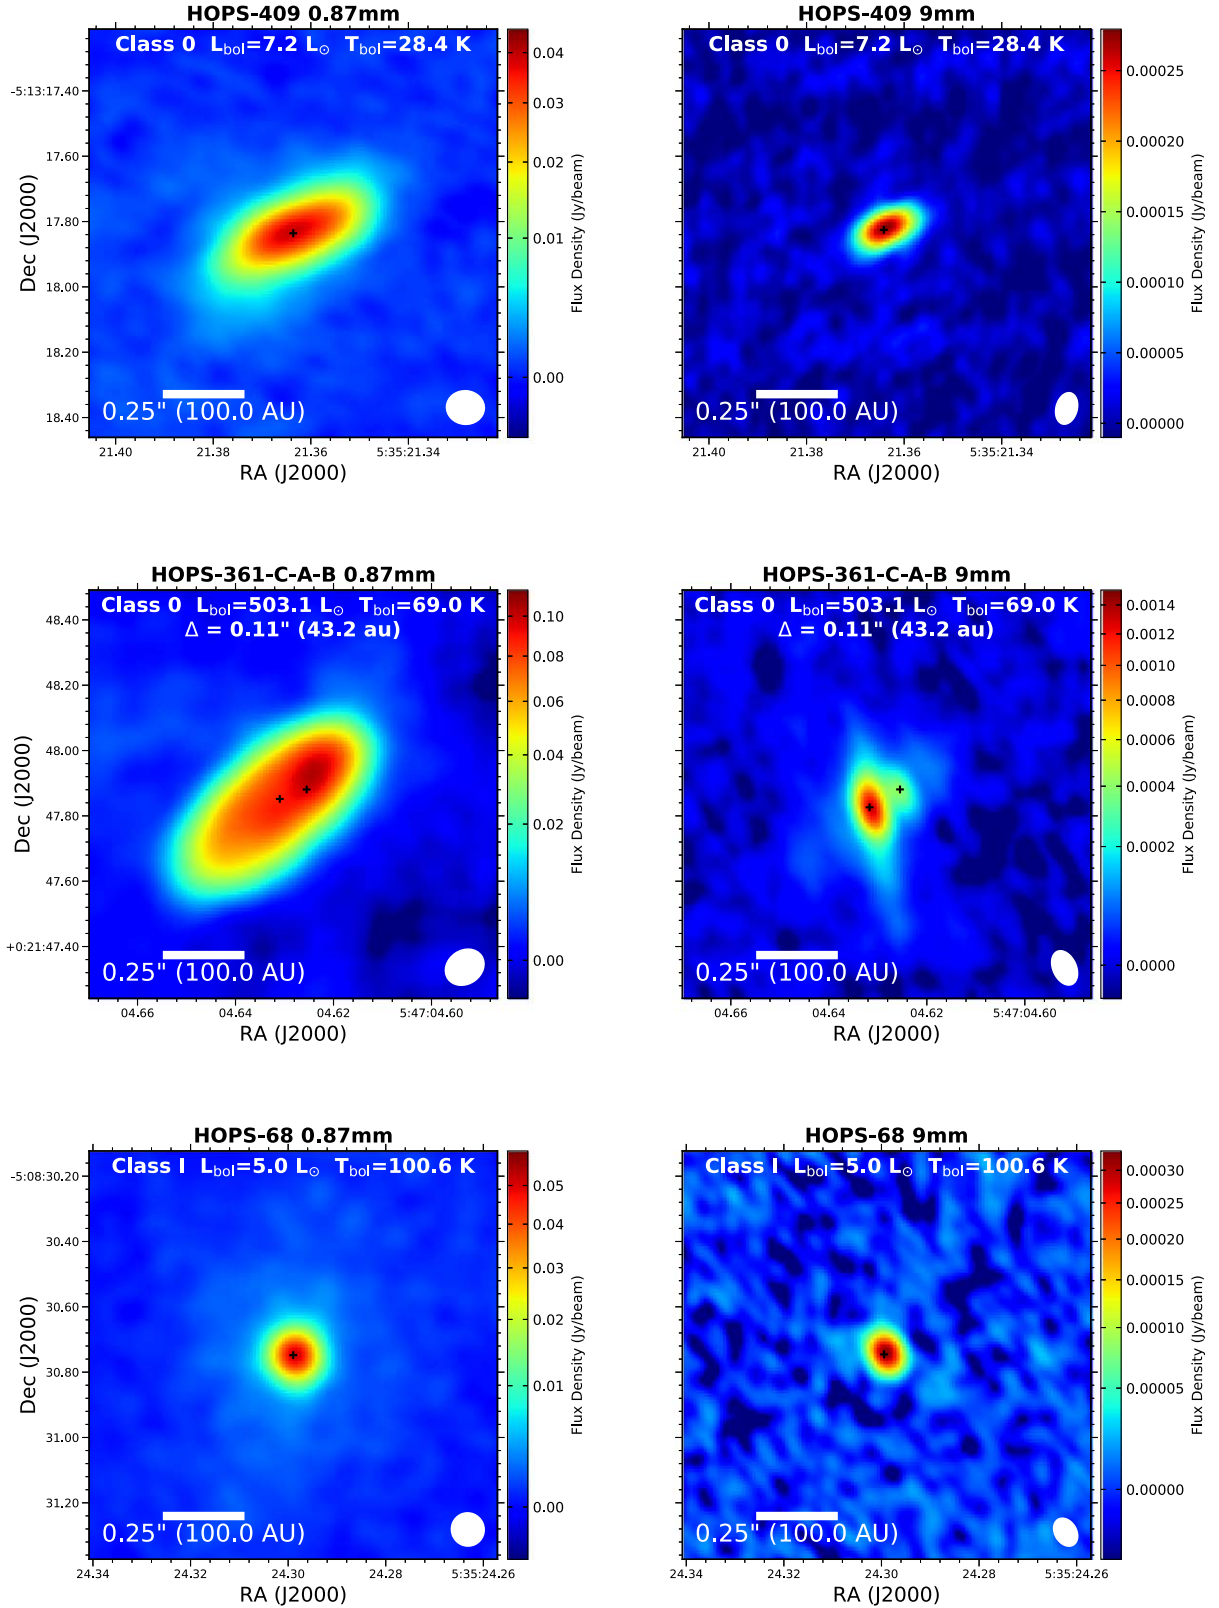 HOPS-409 0.87mm
Class 0 Lbol=7.2 L⊙ Tbol=28.4 K
-5:13:17.40
17.60
17.80
18.00
18.20
18.40
Dec (J2000)
0.25" (100.0 AU)
21.40
21.38
21.36
5:35:21.34
RA (J2000)
0.04
0.03
0.02
0.01
0.00
Flux Density (Jy/beam)
HOPS-409 9mm
Class 0 Lbol=7.2 L⊙ Tbol=28.4 K
0.25" (100.0 AU)
21.40
21.38
21.36
5:35:21.34
RA (J2000)
0.00025
0.00020
0.00015
0.00010
0.00005
0.00000
Flux Density (Jy/beam)
HOPS-361-C-A-B 0.87mm
Class 0 Lbol=503.1 L⊙ Tbol=69.0 K
Δ = 0.11" (43.2 au)
48.40
48.20
48.00
47.80
47.60
+0:21:47.40
Dec (J2000)
0.25" (100.0 AU)
04.66
04.64
04.62
5:47:04.60
RA (J2000)
0.10
0.08
0.06
0.04
0.02
0.00
Flux Density (Jy/beam)
HOPS-361-C-A-B 9mm
Class 0 Lbol=503.1 L⊙ Tbol=69.0 K
Δ = 0.11" (43.2 au)
0.25" (100.0 AU)
04.66
04.64
04.62
5:47:04.60
RA (J2000)
0.0014
0.0012
0.0010
0.0008
0.0006
0.0004
0.0002
0.0000
Flux Density (Jy/beam)
HOPS-68 0.87mm
Class I Lbol=5.0 L⊙ Tbol=100.6 K
-5:08:30.20
30.40
30.60
30.80
31.00
31.20
Dec (J2000)
0.25" (100.0 AU)
24.34
24.32
24.30
24.28
5:35:24.26
RA (J2000)
0.05
0.04
0.03
0.02
0.01
0.00
Flux Density (Jy/beam)
HOPS-68 9mm
Class I Lbol=5.0 L⊙ Tbol=100.6 K
0.25" (100.0 AU)
24.34
24.32
24.30
24.28
5:35:24.26
RA (J2000)
0.00030
0.00025
0.00020
0.00015
0.00010
0.00005
0.00000
Flux Density (Jy/beam)